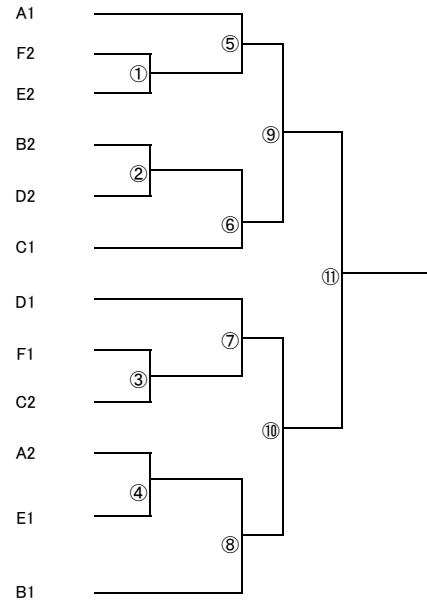 A1
⑤
F2
①
E2
⑨
B2
②
D2
⑥
C1
⑪
D1
⑦
F1
③
C2
⑩
A2
④
E1
⑧
B1